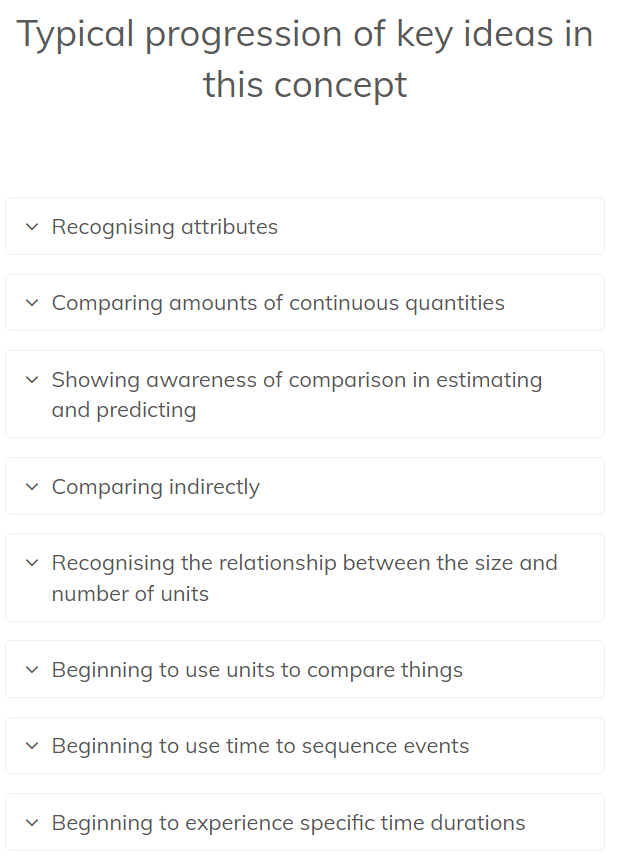 Typical progression of key ideas in
this concept
Recognising attributes
Comparing amounts of continuous quantities
Showing awareness of comparison in estimating
and predicting
Comparing indirectly
Recognising the relationship between the size and
number of units
Beginning to use units to compare things
Beginning to use time to sequence events
Beginning to experience specific time durations